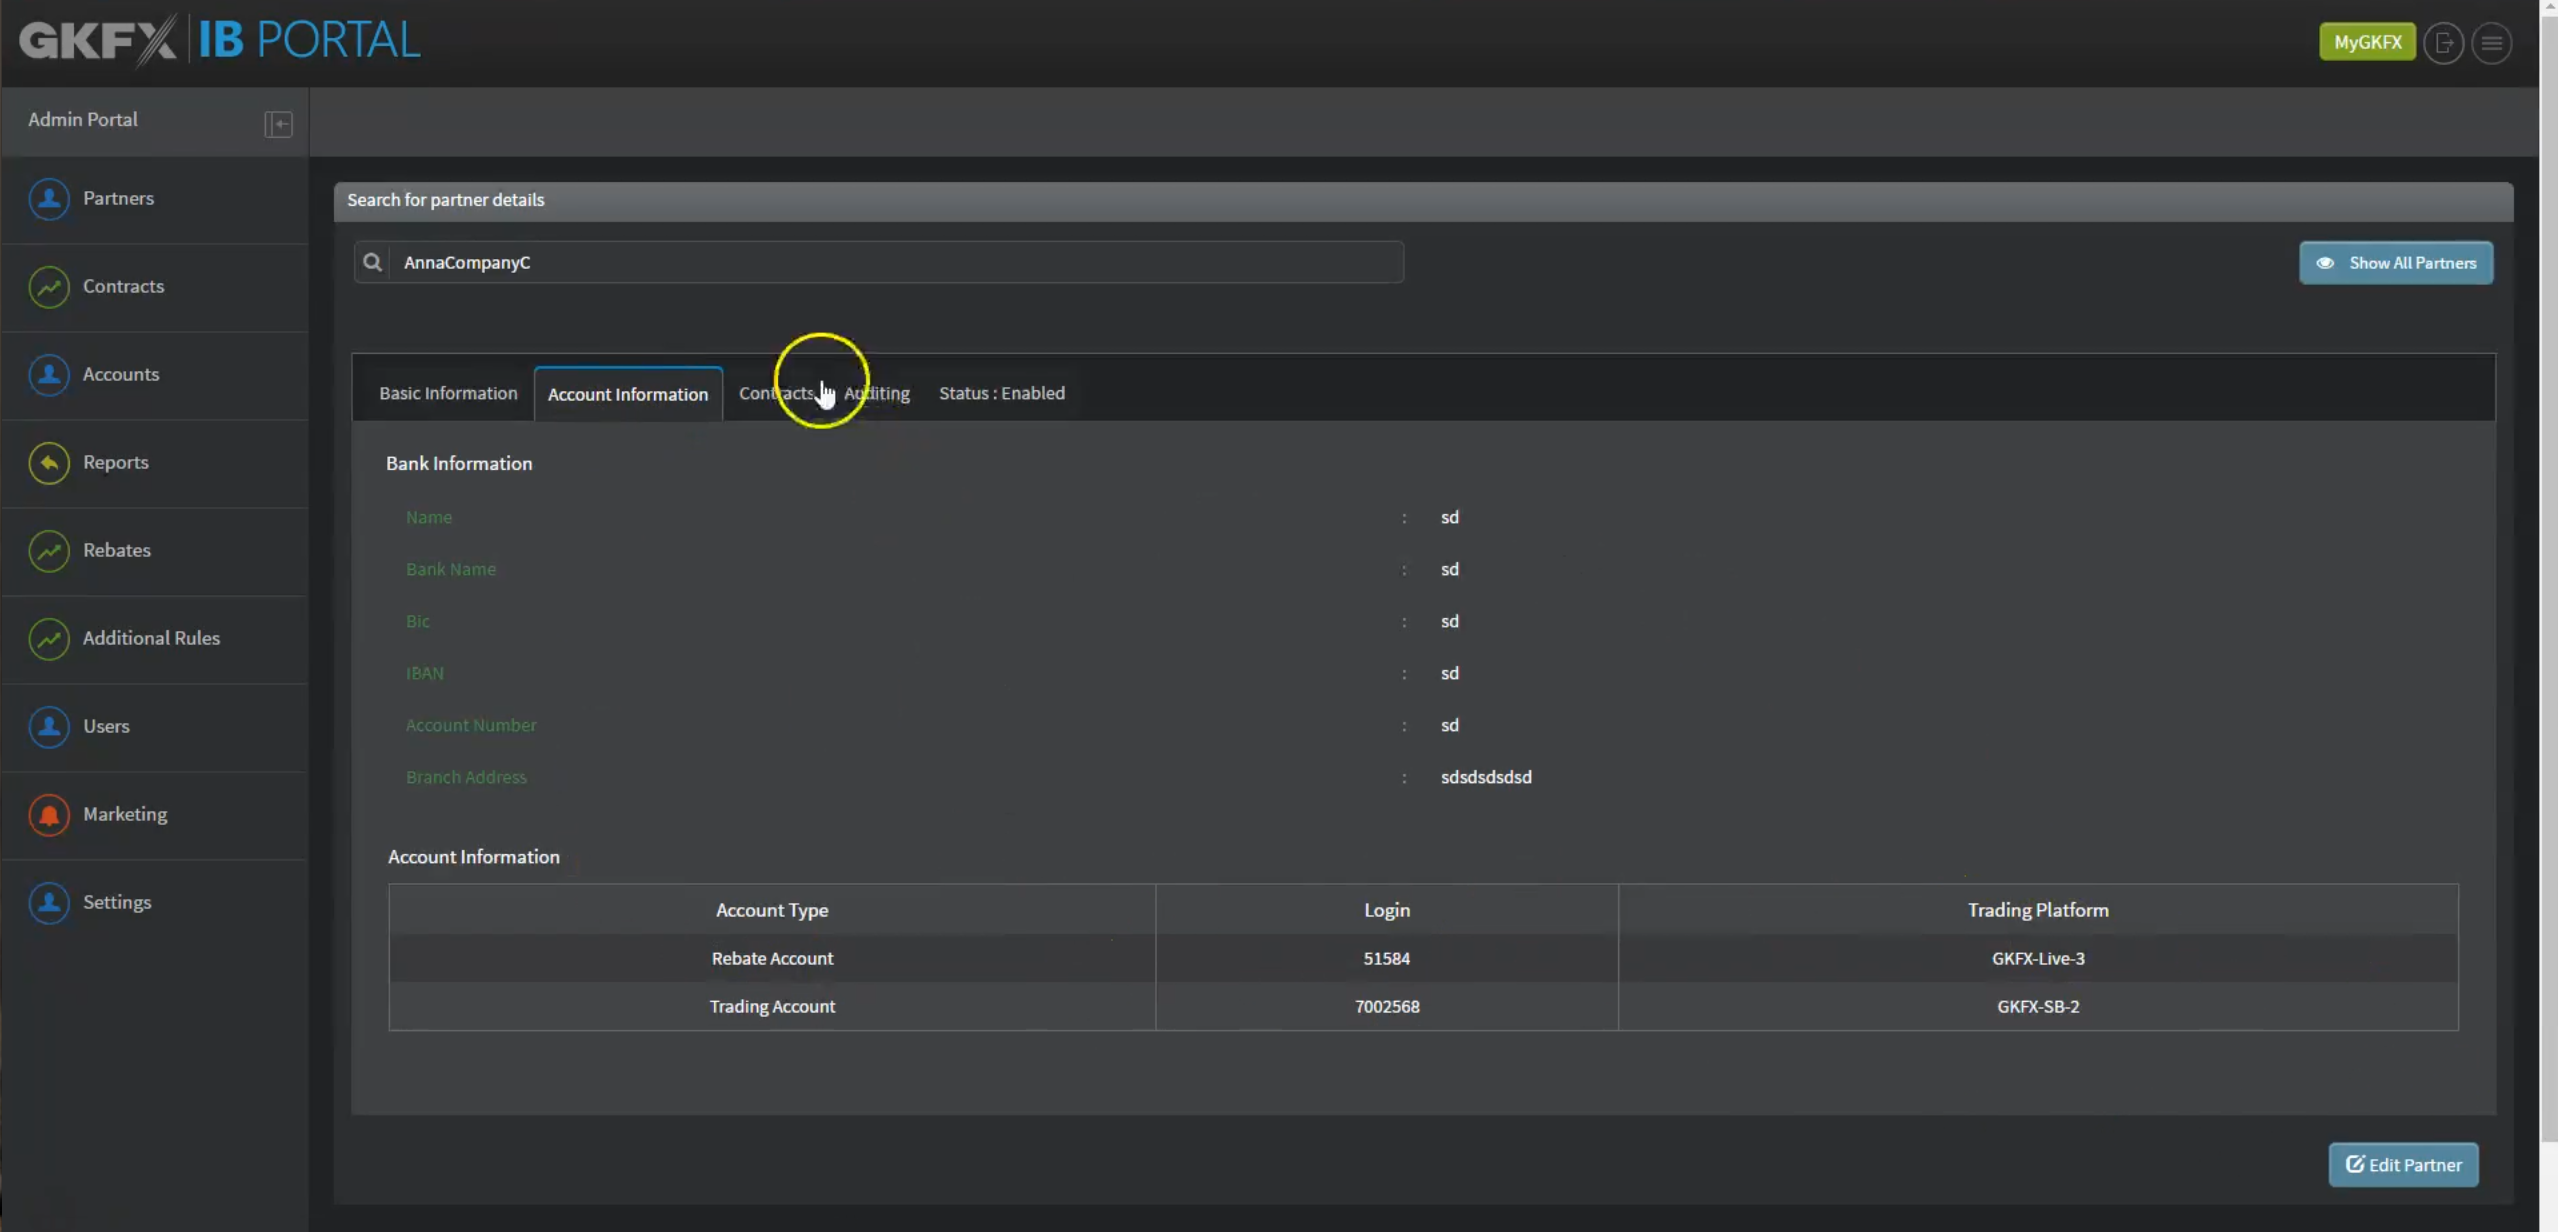 GKFX IB PORTAL
MyGKFX
Admin Portal
Partners
Contracts
Accounts
Reports
Rebates
Additional Rules
Users
Marketing
Settings
Search for partner details
AnnaCompanyC
Show All Partners
Basic Information Account Information Contracts Auditing Status : Enabled
Bank Information
Name : sd
Bank Name : sd
Bic : sd
IBAN : sd
Account Number : sd
Branch Address : sdsdsdsdsd
Account Information
Account Type Login Trading Platform
Rebate Account 51584 GKFX-Live-3
Trading Account 7002568 GKFX-SB-2
Edit Partner